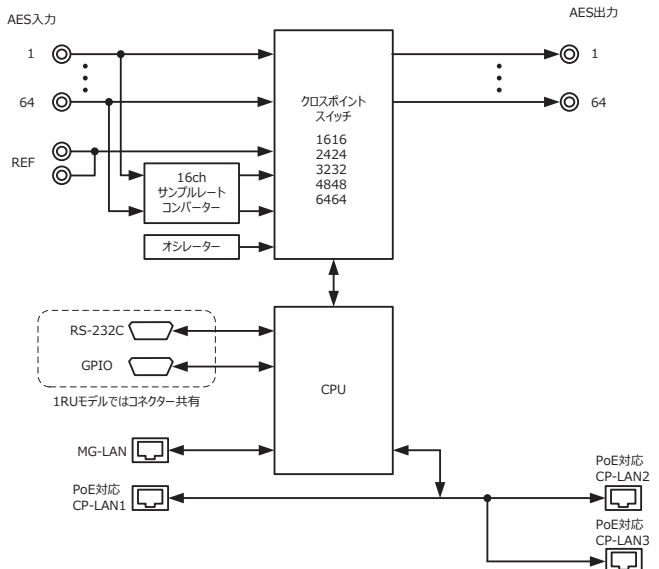 AES入力
AES出力
1
64
REF
16ch
サンプルレート
コンバーター
オシレーター
クロスポイント
スイッチ
1616
2424
3232
4848
6464
1
64
RS-232C
GPIO
1RUモデルではコネクター共有
CPU
MG-LAN
PoE対応
CP-LAN1
PoE対応
CP-LAN2
PoE対応
CP-LAN3